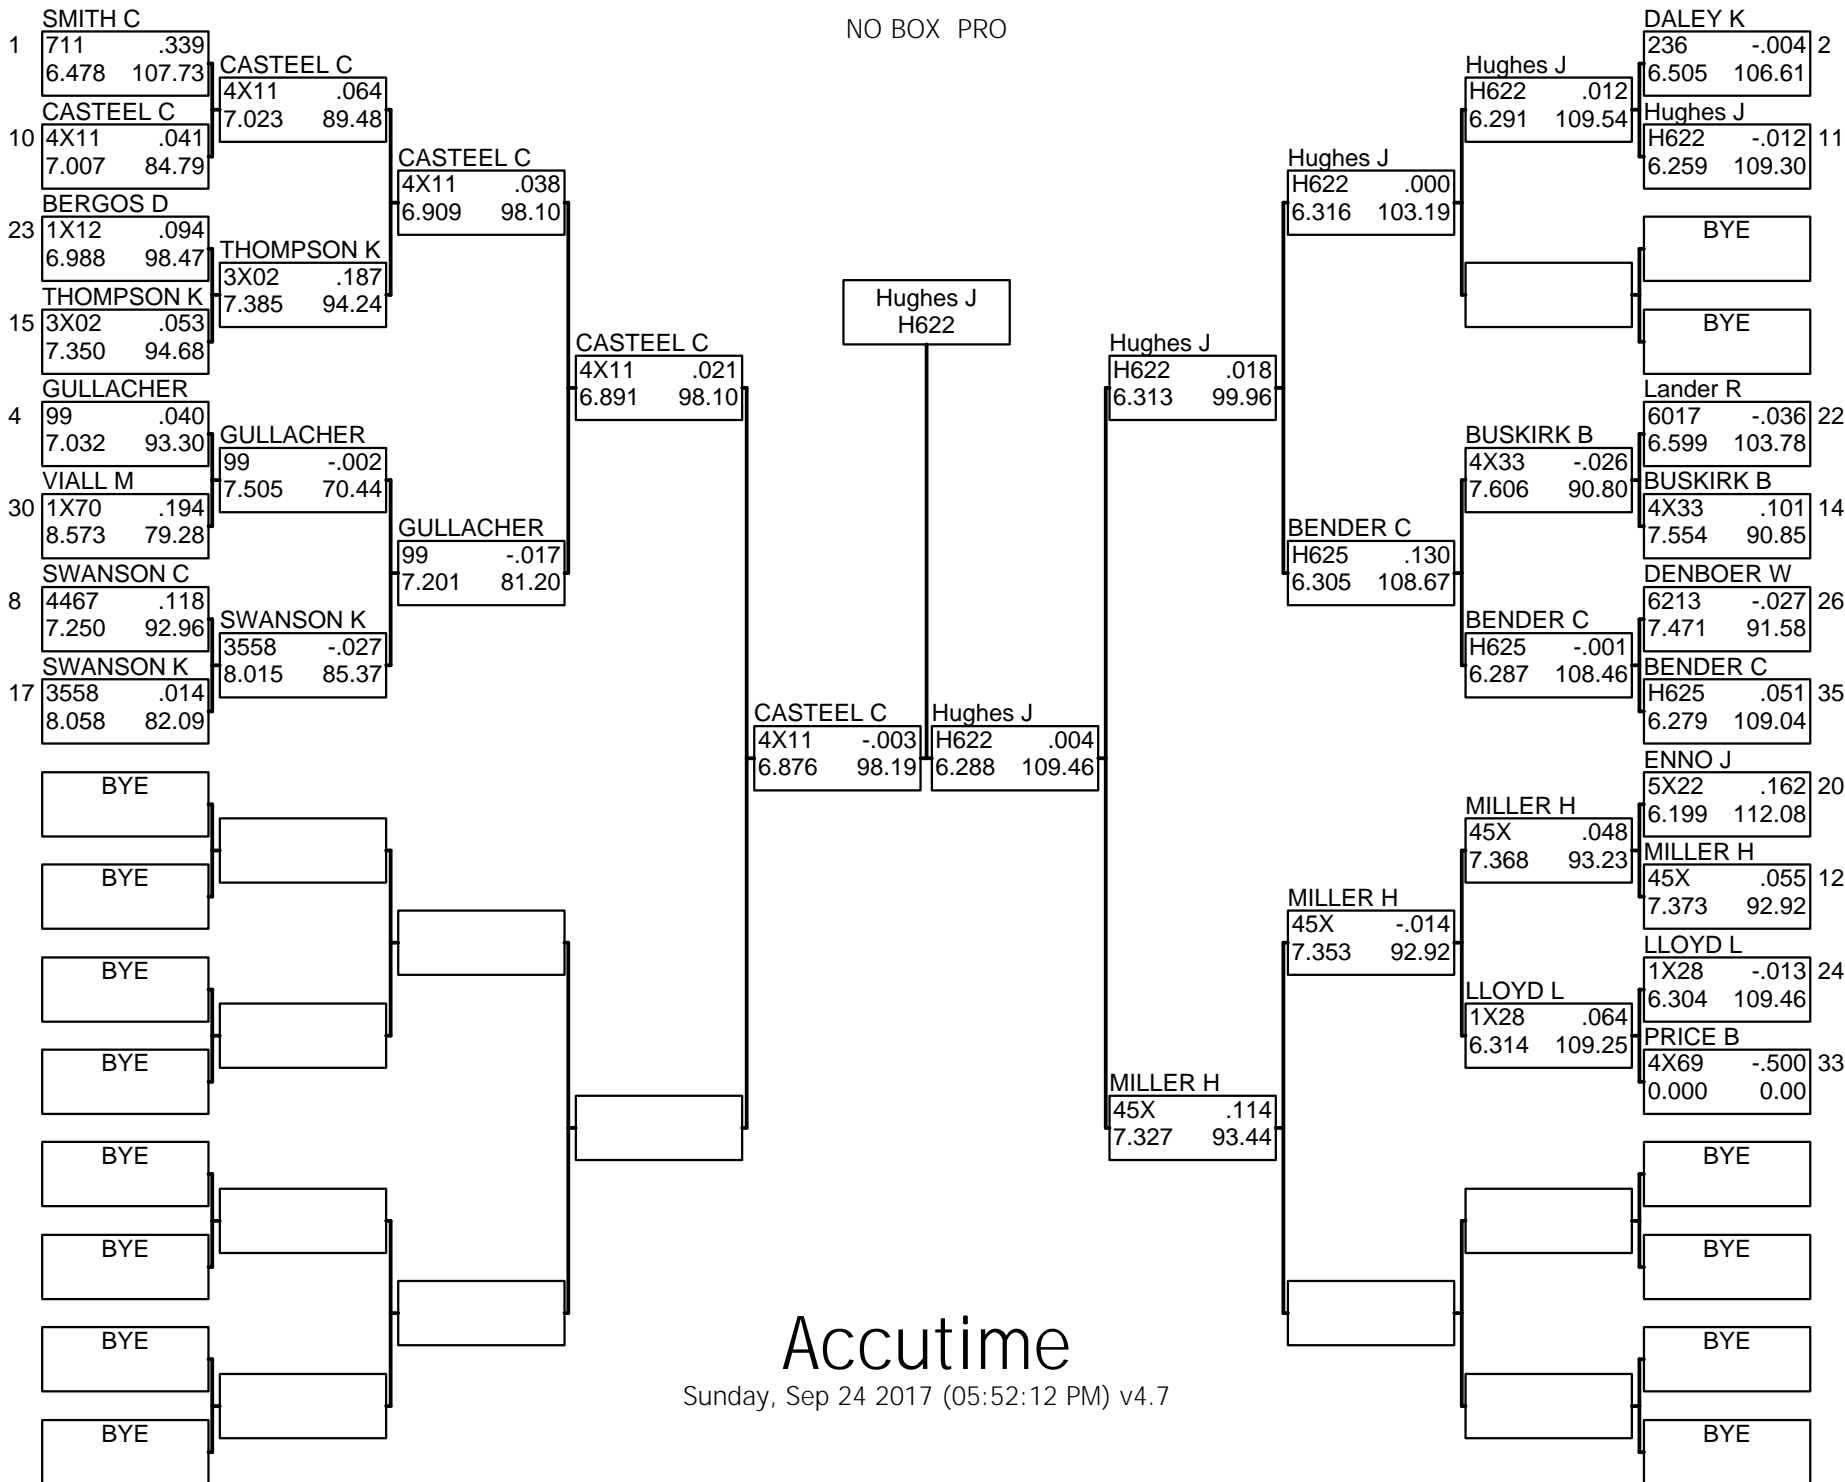 NO BOX PRO
SMITH C
1 711 .339
6.478 107.73
CASTEEL C
10 4X11 .041
7.007 84.79
BERGOS D
23 1X12 .094
6.988 98.47
THOMPSON K
15 3X02 .053
7.350 94.68
GULLACHER
4 99 .040
7.032 93.30
VIALL M
30 1X70 .194
8.573 79.28
SWANSON C
8 4467 .118
7.250 92.96
SWANSON K
17 3558 .014
8.058 82.09
BYE
BYE
BYE
BYE
BYE
BYE
BYE
BYE
CASTEEL C
4X11 .064
7.023 89.48
THOMPSON K
3X02 .187
7.385 94.24
GULLACHER
99 -.002
7.505 70.44
SWANSON K
3558 -.027
8.015 85.37
CASTEEL C
4X11 .038
6.909 98.10
GULLACHER
99 -.017
7.201 81.20
CASTEEL C
4X11 .021
6.891 98.10
CASTEEL C
4X11 -.003
6.876 98.19
Hughes J
H622
Hughes J
H622 .004
6.288 109.46
Hughes J
H622 .018
6.313 99.96
MILLER H
45X .114
7.327 93.44
Hughes J
H622 .000
6.316 103.19
BENDER C
H625 .130
6.305 108.67
MILLER H
45X -.014
7.353 92.92
Hughes J
H622 .012
6.291 109.54
BUSKIRK B
4X33 -.026
7.606 90.80
BENDER C
H625 -.001
6.287 108.46
MILLER H
45X .048
7.368 93.23
LLOYD L
1X28 .064
6.314 109.25
DALEY K
236 -.004 2
6.505 106.61
Hughes J
H622 -.012 11
6.259 109.30
BYE
BYE
Lander R
6017 -.036 22
6.599 103.78
BUSKIRK B
4X33 .101 14
7.554 90.85
DENBOER W
6213 -.027 26
7.471 91.58
BENDER C
H625 .051 35
6.279 109.04
ENNO J
5X22 .162 20
6.199 112.08
MILLER H
45X .055 12
7.373 92.92
LLOYD L
1X28 -.013 24
6.304 109.46
PRICE B
4X69 -.500 33
0.000 0.00
BYE
BYE
BYE
BYE
Accutime
Sunday, Sep 24 2017 (05:52:12 PM) v4.7